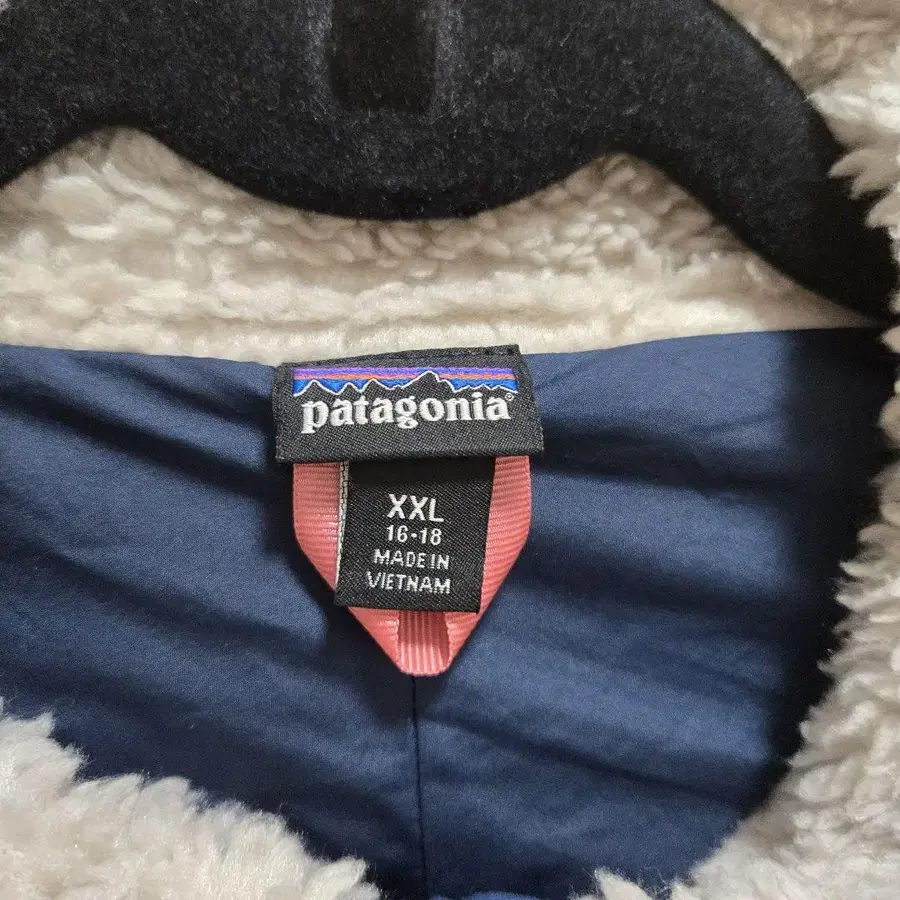 patagonia®
XXL
16-18
MADE IN
VIETNAM